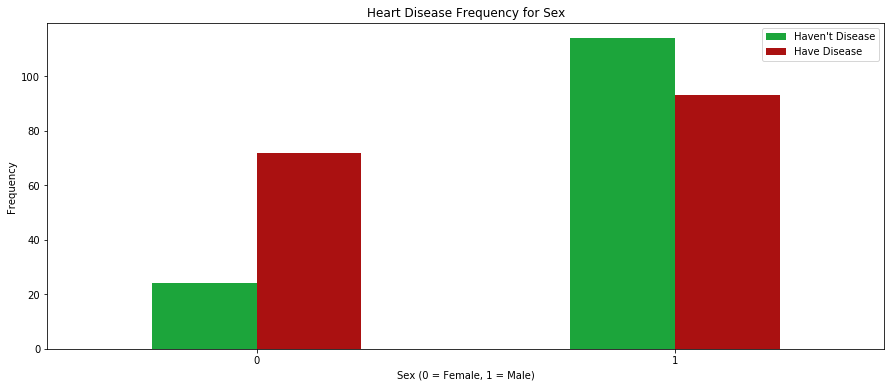 Heart Disease Frequency for Sex
Haven't Disease
Have Disease
Frequency
100
80
60
40
20
0
0
1
Sex (0 = Female, 1 = Male)